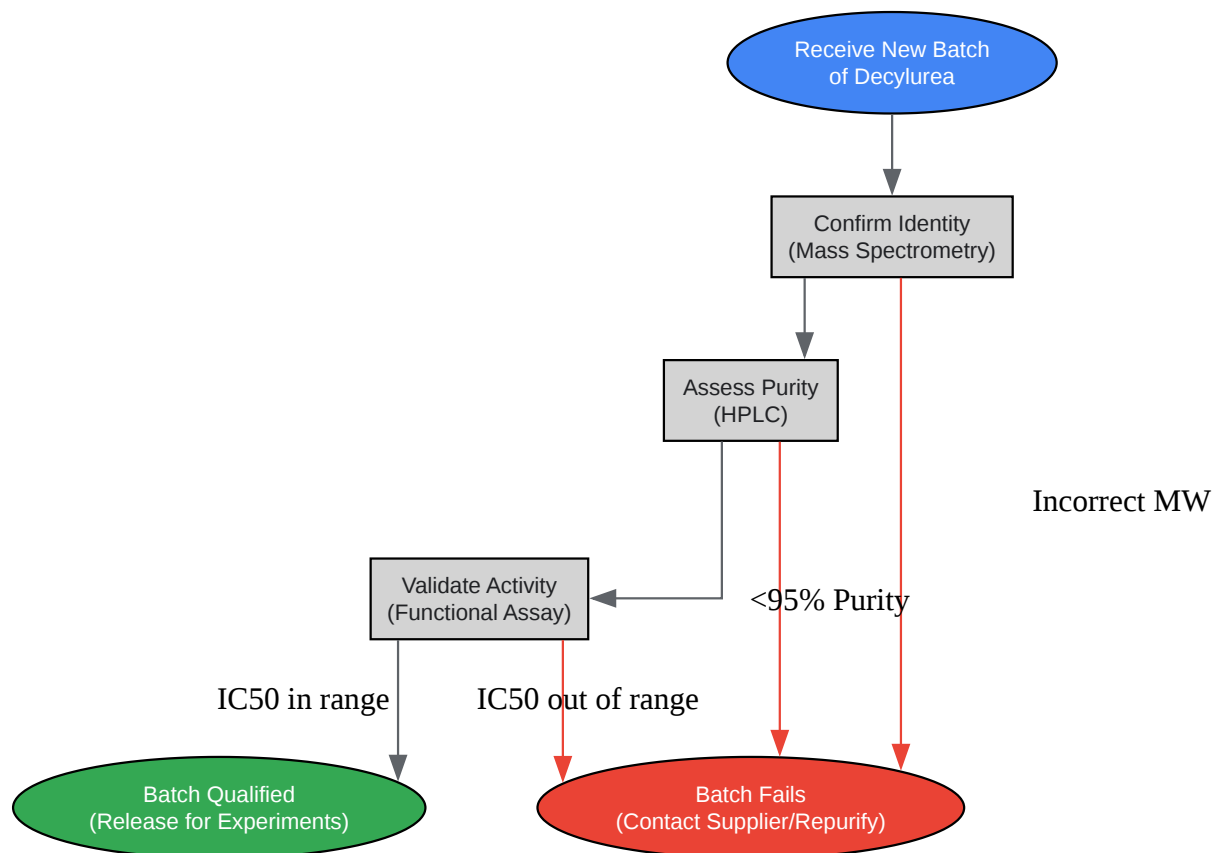 Receive New Batch
of Decylurea
Confirm Identity
(Mass Spectrometry)
Assess Purity
(HPLC)
Incorrect MW
Validate Activity
(Functional Assay)
<95% Purity
IC50 in range
IC50 out of range
Batch Qualified
(Release for Experiments)
Batch Fails
(Contact Supplier/Repurify)